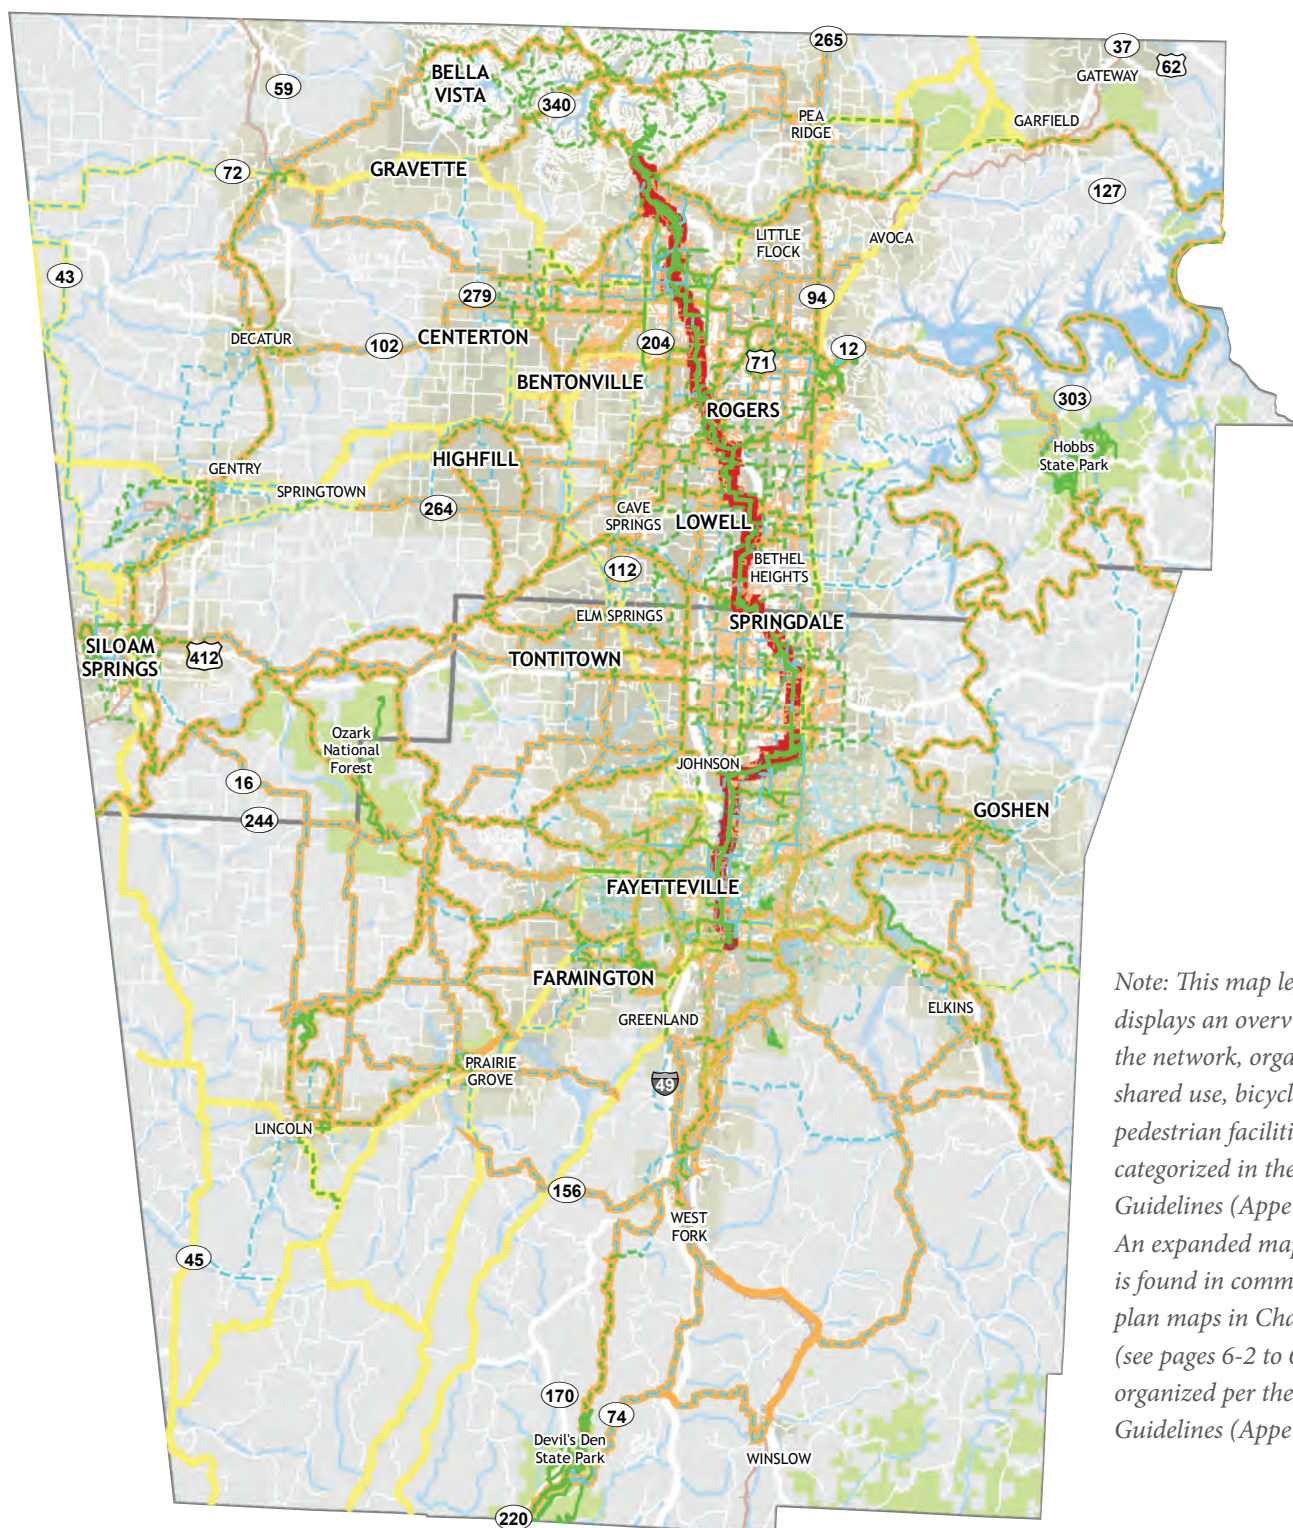 265
37
62
GATEWAY
BELLA
VISTA
59
340
PEA
RIDGE
GARFIELD
72
GRAVETTE
127
LITTLE
FLOCK
AVOCA
43
279
94
DECATUR
102
CENTERTON
204
71
12
BENTONVILLE
ROGERS
303
Hobbs
State Park
HIGHFILL
GENTRY
SPRINGTOWN
264
CAVE
SPRINGS
LOWELL
112
BETHEL
HEIGHTS
ELM SPRINGS
SPRINGDALE
SILOAM
SPRINGS
412
TONTITOWN
Ozark
National
Forest
JOHNSON
16
244
GOSHEN
FAYETTEVILLE
FARMINGTON
GREENLAND
ELKINS
PRAIRIE
GROVE
49
LINCOLN
156
WEST
FORK
45
170
74
Devil's Den
State Park
WINSLOW
220
Note: This map le
displays an overv
the network, orga
shared use, bicycl
pedestrian faciliti
categorized in the
Guidelines (Appe
An expanded map
is found in comm
plan maps in Cha
(see pages 6-2 to 6
organized per the
Guidelines (Appe